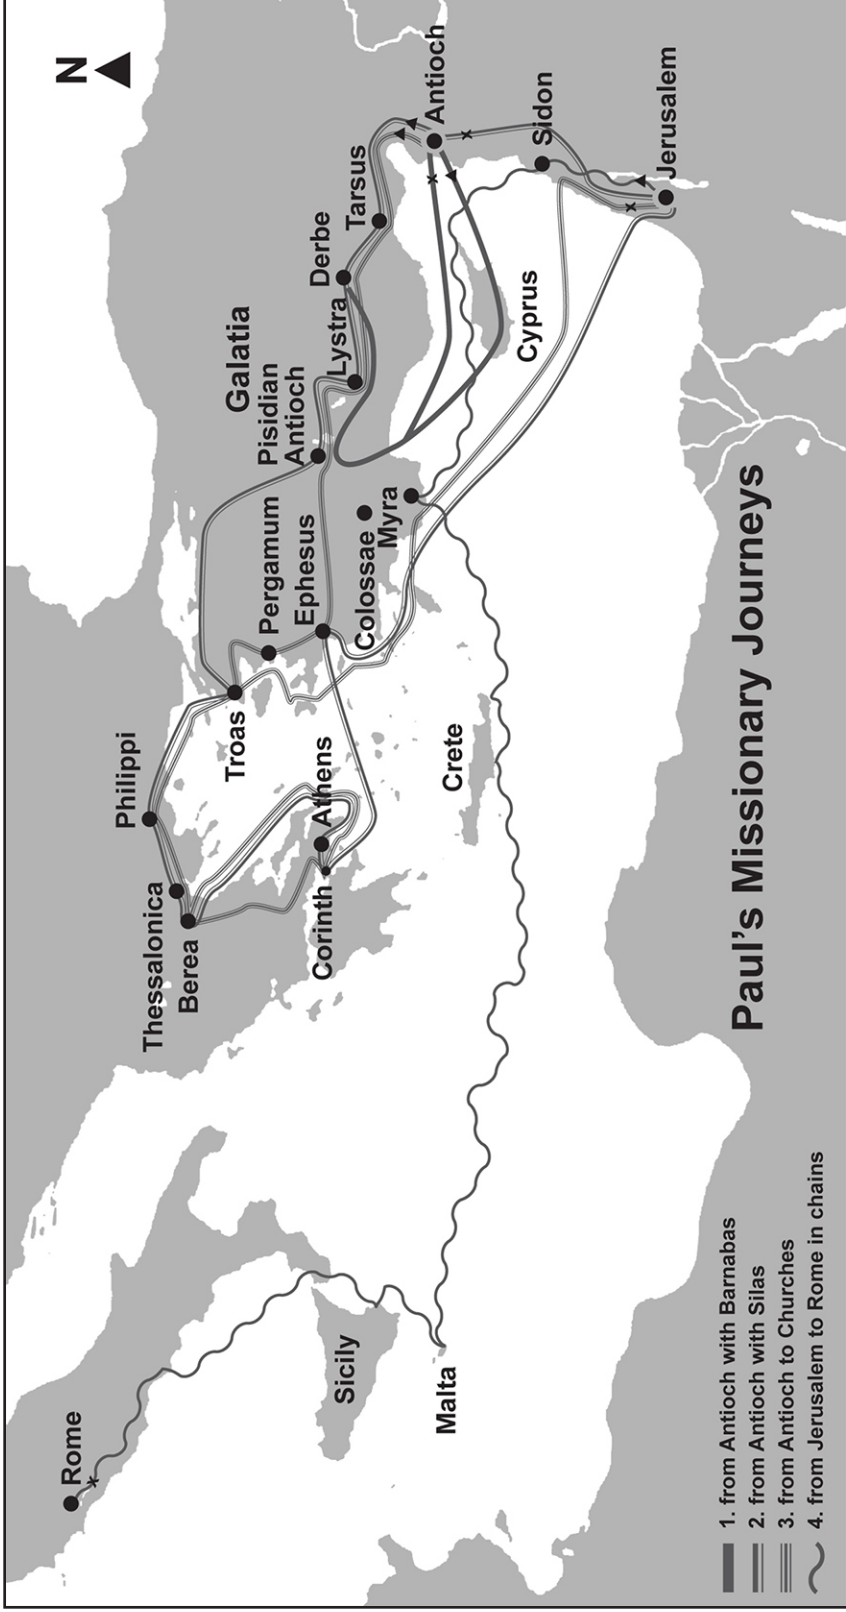 N
Rome
Sicily
Malta
Thessalonica
Berea
Philippi
Corinth
Athens
Troas
Crete
Pergamum
Ephesus
Colossae
Myra
Galatia
Pisidian
Antioch
Lystra
Derbe
Tarsus
Antioch
Cyprus
Sidon
Jerusalem
Paul's Missionary Journeys
1. from Antioch with Barnabas
2. from Antioch with Silas
3. from Antioch to Churches
4. from Jerusalem to Rome in chains